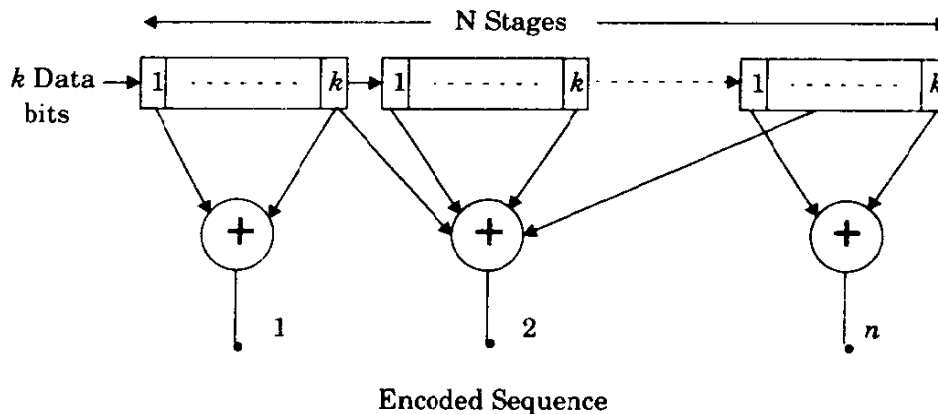 N Stages
k Data bits
1 ....... k
1 ....... k
1 ....... k
+ + +
1 2 n
Encoded Sequence